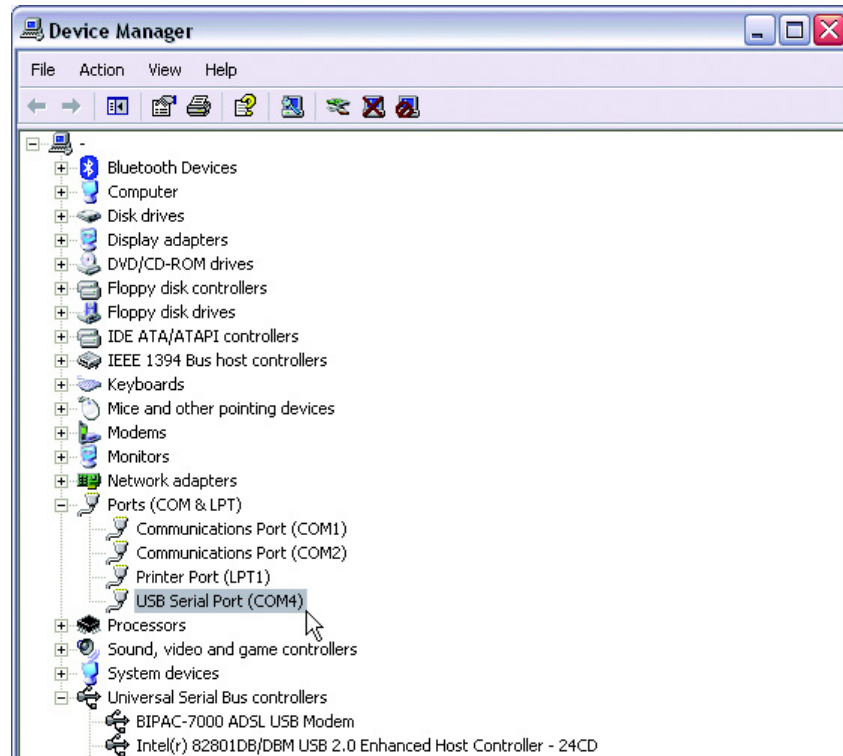 Device Manager
File Action View Help
-
Bluetooth Devices
Computer
Disk drives
Display adapters
DVD/CD-ROM drives
Floppy disk controllers
Floppy disk drives
IDE ATA/ATAPI controllers
IEEE 1394 Bus host controllers
Keyboards
Mice and other pointing devices
Modems
Monitors
Network adapters
Ports (COM & LPT)
Communications Port (COM1)
Communications Port (COM2)
Printer Port (LPT1)
USB Serial Port (COM4)
Processors
Sound, video and game controllers
System devices
Universal Serial Bus controllers
BIPAC-7000 ADSL USB Modem
Intel(r) 82801DB/DBM USB 2.0 Enhanced Host Controller - 24CD